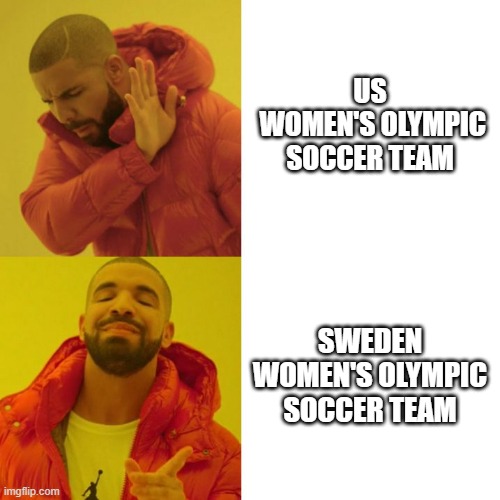 US
WOMEN'S OLYMPIC
SOCCER TEAM
SWEDEN
WOMEN'S OLYMPIC
SOCCER TEAM
imgflip.com